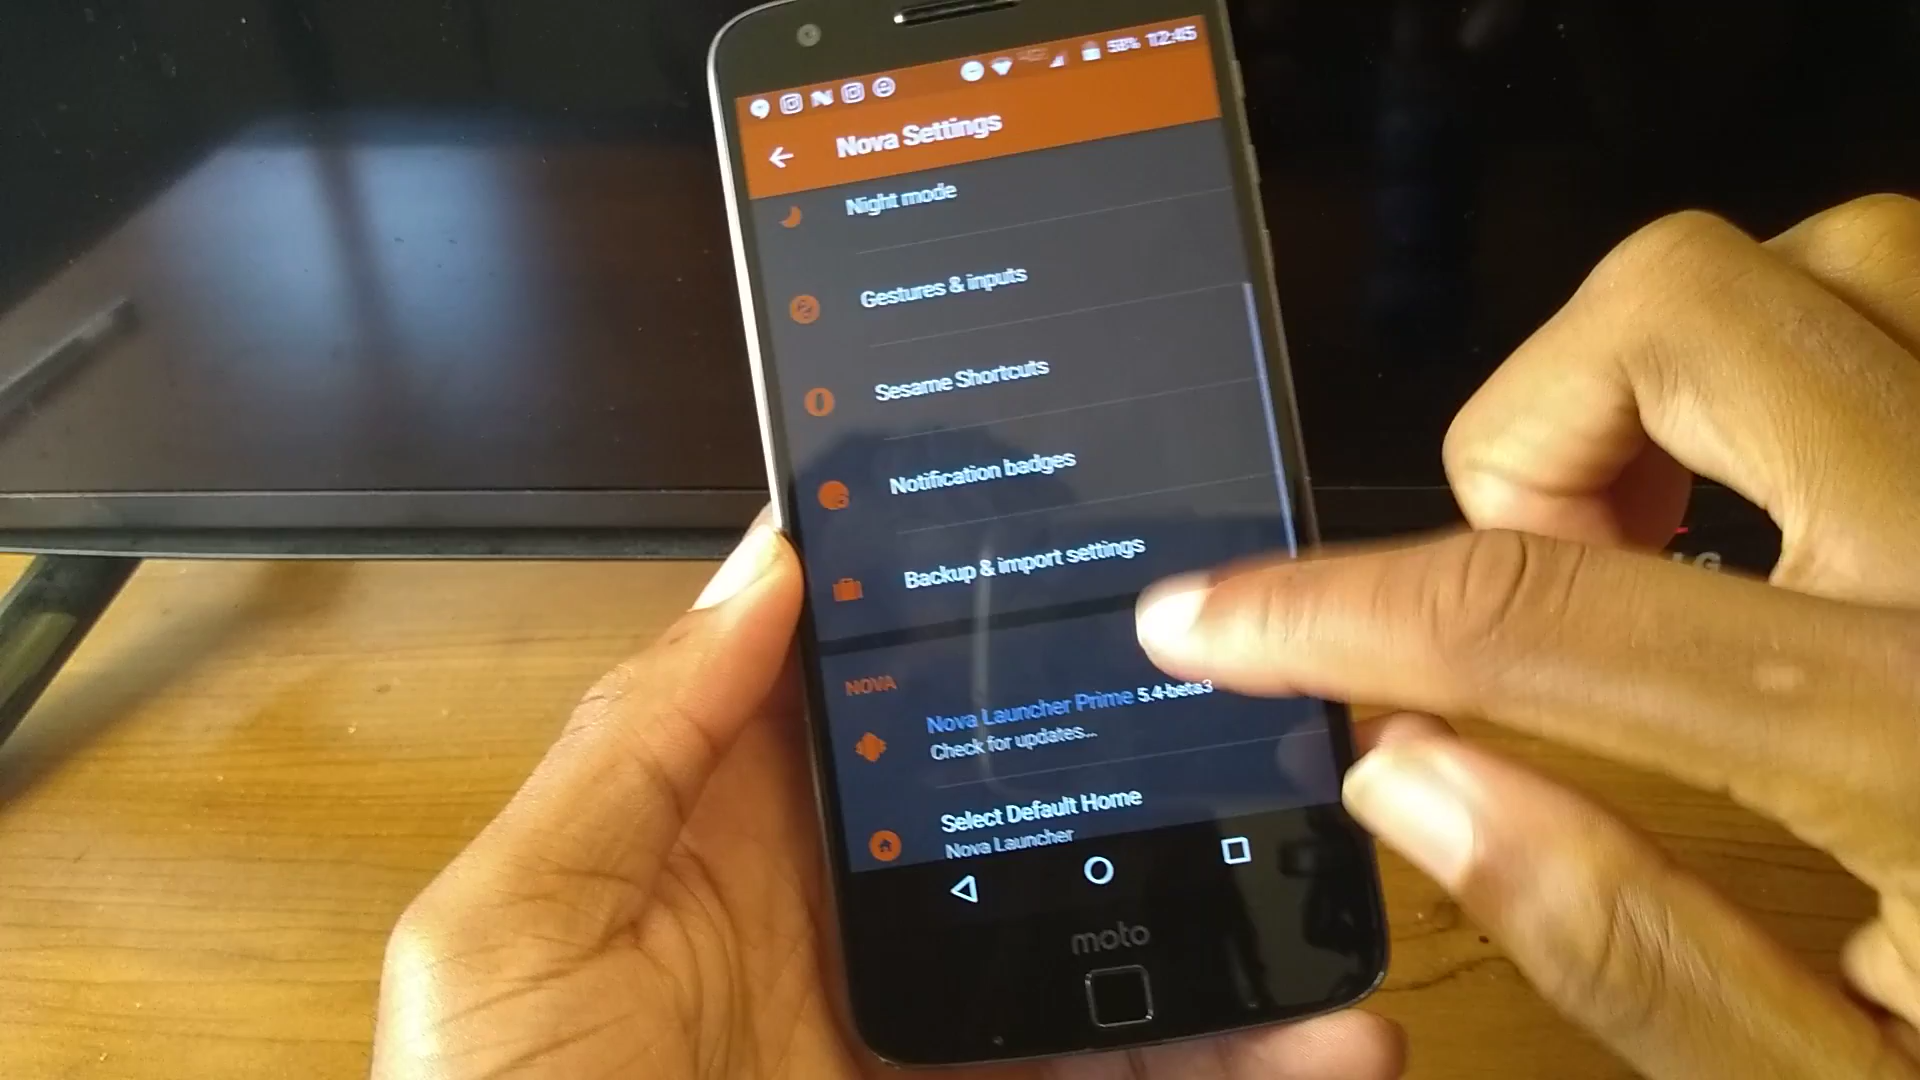 58% 12:45
Nova Settings
Night mode
Gestures & inputs
Sesame Shortcuts
Notification badges
Backup & import settings
NOVA
Nova Launcher Prime 5.4-beta3
Check for updates...
Select Default Home
Nova Launcher
moto
LG